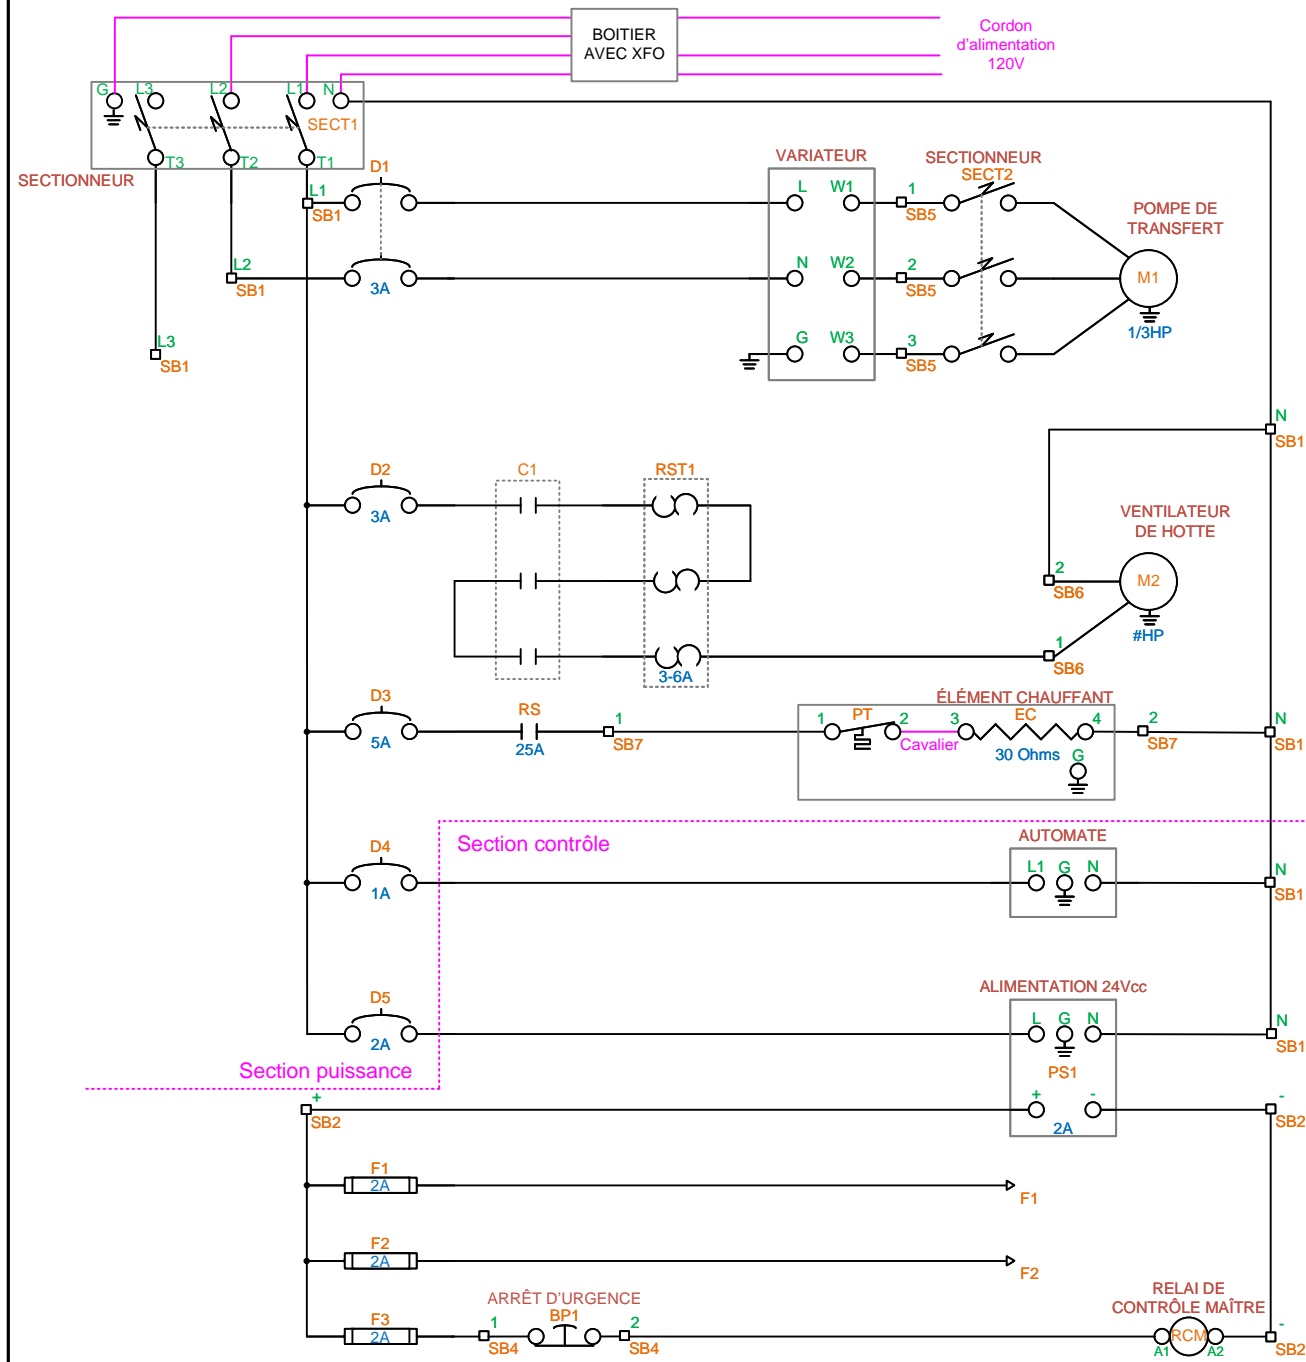 BOITIER
AVEC XFO
Cordon
d'alimentation
120V
G L3 L2 L1 N
SECT1
T3 T2 T1
SECTIONNEUR
D1
VARIATEUR
SECTIONNEUR
SECT2
L1
SB1
L W1 1
SB5
POMPE DE
TRANSFERT
L2
SB1
3A
N W2 2
SB5
M1
1/3HP
L3
SB1
G W3 3
SB5
N
SB1
D2
3A
C1
RST1
VENTILATEUR
DE HOTTE
2
SB6
M2
#HP
1
SB6
3-6A
D3
5A
RS
25A
1
SB7
ÉLÉMENT CHAUFFANT
1 PT 2 3 EC 4
Cavalier
30 Ohms
G
2
SB7
N
SB1
Section contrôle
AUTOMATE
D4
1A
L1 G N
N
SB1
ALIMENTATION 24Vcc
D5
2A
L G N
PS1
N
SB1
Section puissance
+
SB2
+ -
2A
-
SB2
F1
2A
F1
F2
2A
F2
ARRÊT D'URGENCE
RELAI DE
CONTRÔLE MAÎTRE
F3
2A
1
SB4
BP1
2
SB4
RCM
A1 A2
-
SB2